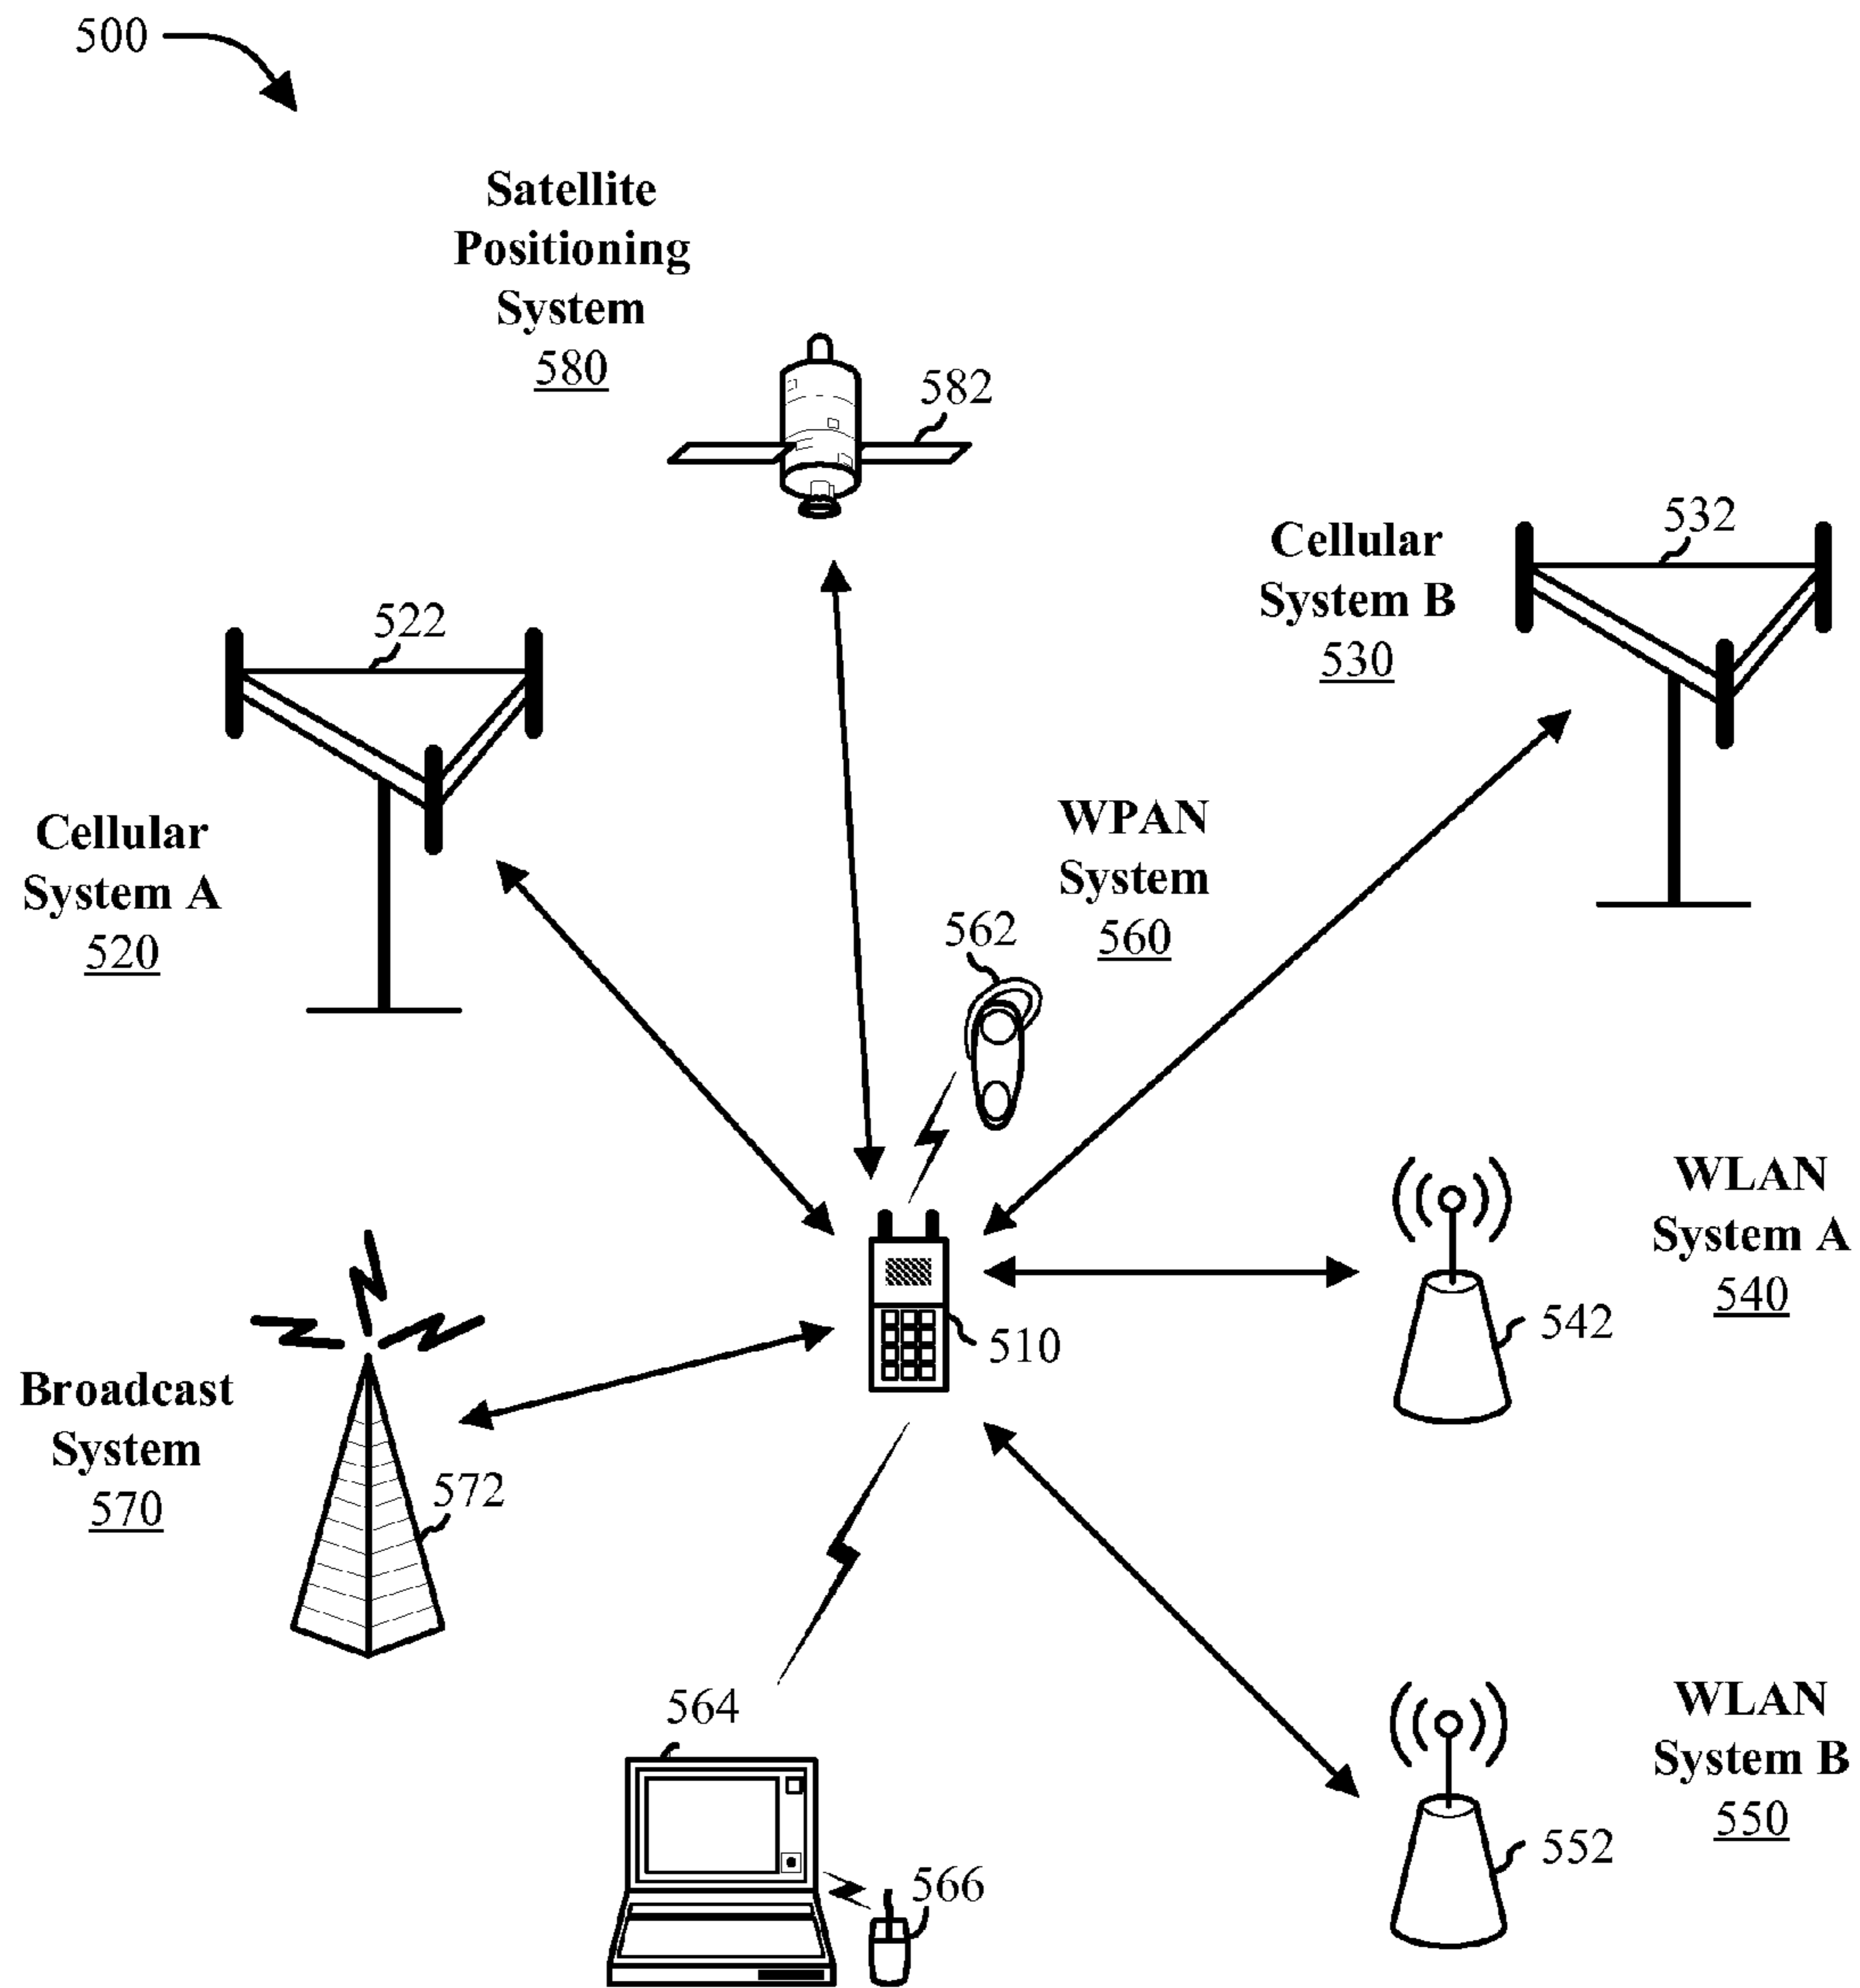 500
Satellite
Positioning
System
580
582
Cellular
System B
530
532
522
Cellular
System A
520
WPAN
System
560
562
WLAN
System A
540
542
510
Broadcast
System
570
572
564
566
WLAN
System B
550
552